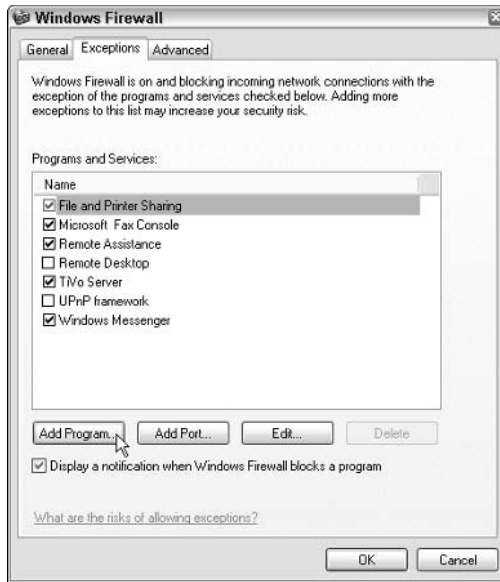 Windows Firewall
General Exceptions Advanced
Windows Firewall is on and blocking incoming network connections with the
exception of the programs and services checked below. Adding more
exceptions to this list may increase your security risk.
Programs and Services:
Name
File and Printer Sharing
Microsoft Fax Console
Remote Assistance
Remote Desktop
TiVo Server
UPnP framework
Windows Messenger
Add Program... Add Port... Edit... Delete
Display a notification when Windows Firewall blocks a program
What are the risks of allowing exceptions?
OK Cancel